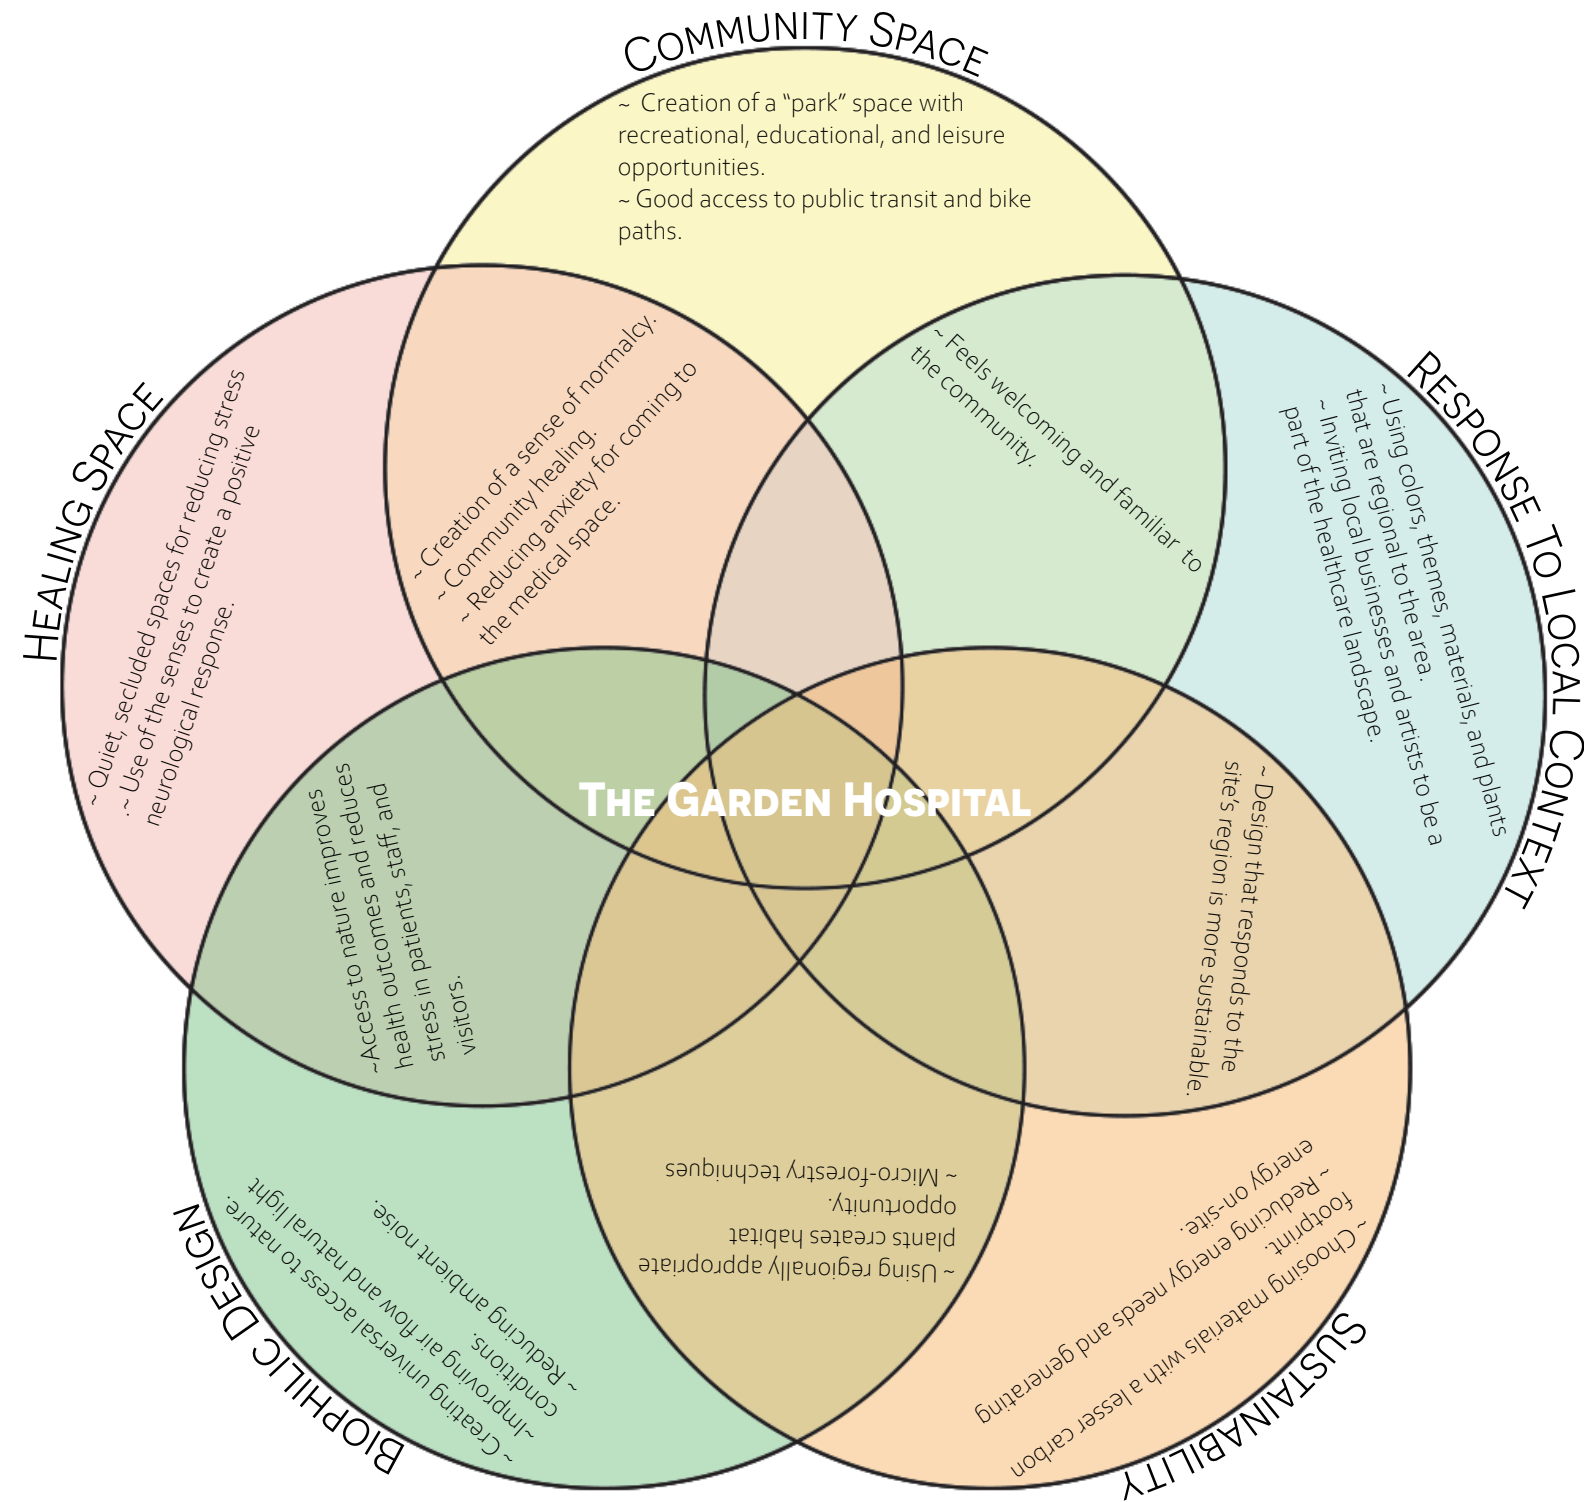 COMMUNITY SPACE
~ Creation of a “park” space with
recreational, educational, and leisure
opportunities.
~ Good access to public transit and bike
paths.
HEALING SPACE
~ Quiet, secluded spaces for reducing stress
~ Use of the senses to create a positive
neurological response.
~ Creation of a sense of normalcy.
~ Community healing.
~ Reducing anxiety for coming to
the medical space.
~ Feels welcoming and familiar to
the community.
RESPONSE TO LOCAL CONTEXT
~ Using colors, themes, materials, and plants
that are regional to the area.
~ Inviting local businesses and artists to be a
part of the healthcare landscape.
THE GARDEN HOSPITAL
~Access to nature improves
health outcomes and reduces
stress in patients, staff, and
visitors.
~ Design that responds to the
site’s region is more sustainable.
~ Using regionally appropriate
plants creates habitat
opportunity.
~ Micro-forestry techniques
BIOPHILIC DESIGN
~ Creating universal access to nature.
~Improving air flow and natural light
conditions.
~ Reducing ambient noise.
SUSTAINABILITY
~ Choosing materials with a lesser carbon
footprint.
~ Reducing energy needs and generating
energy on-site.